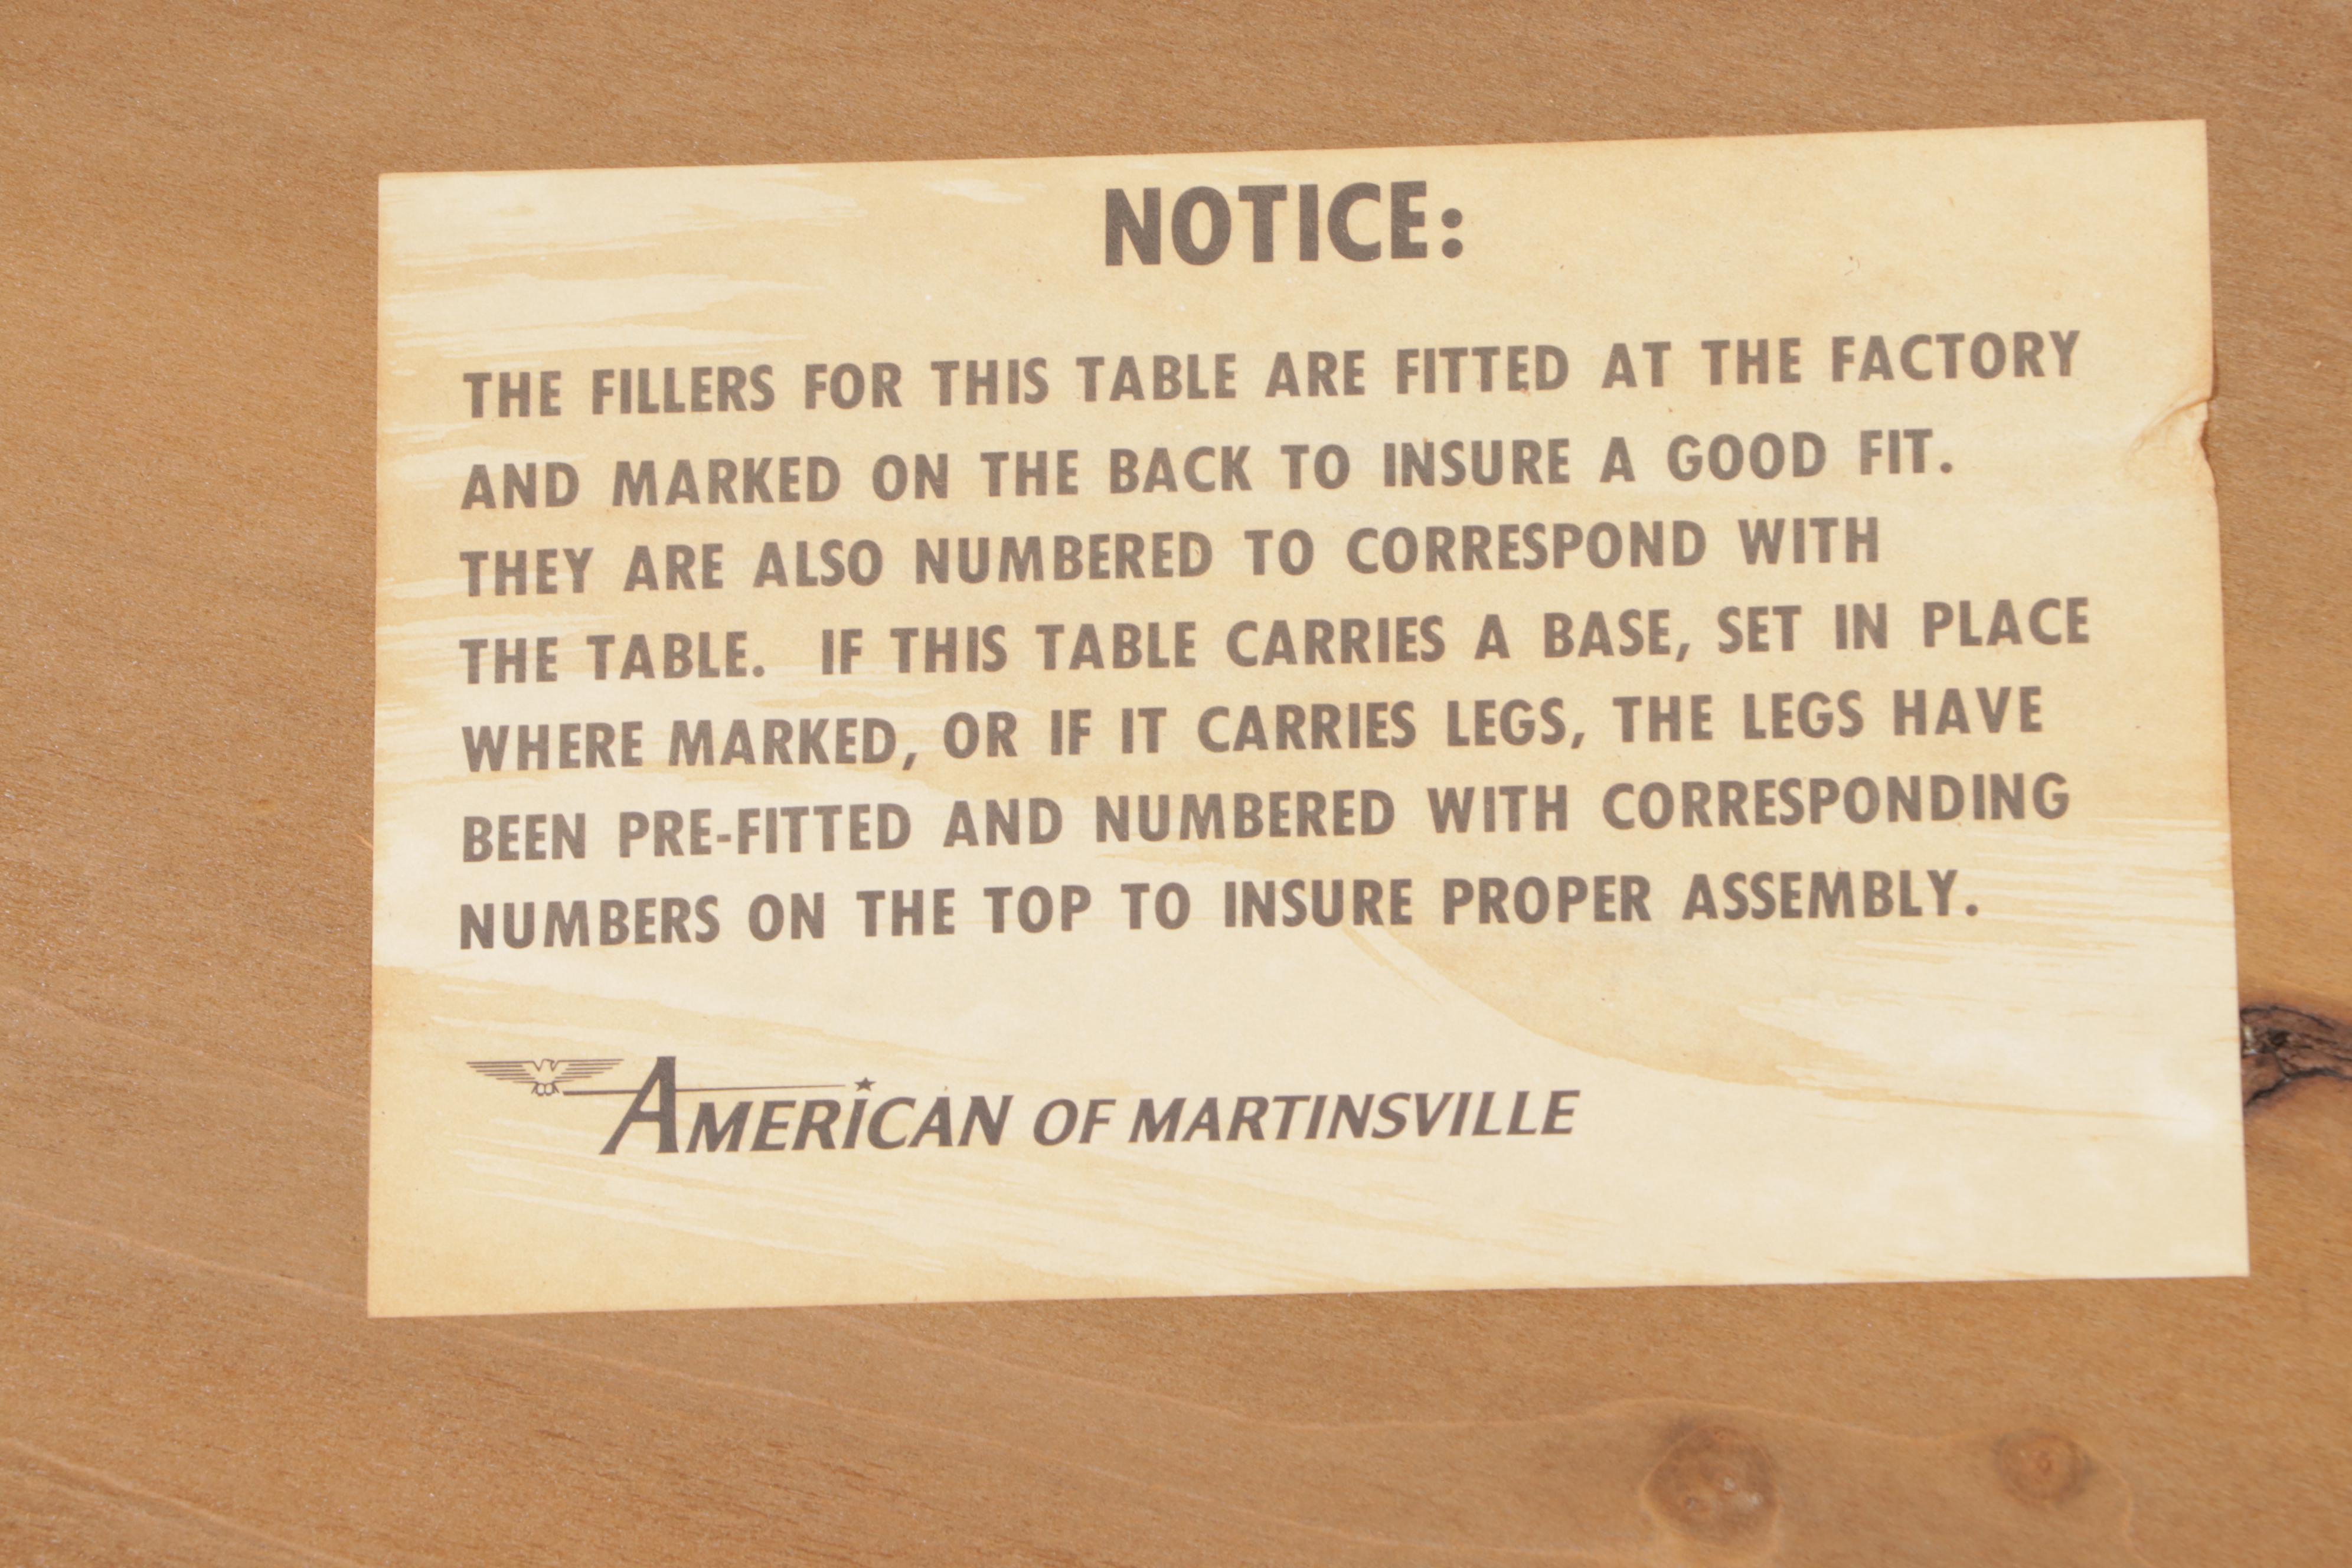 NOTICE:
THE FILLERS FOR THIS TABLE ARE FITTED AT THE FACTORY
AND MARKED ON THE BACK TO INSURE A GOOD FIT.
THEY ARE ALSO NUMBERED TO CORRESPOND WITH
THE TABLE. IF THIS TABLE CARRIES A BASE, SET IN PLACE
WHERE MARKED, OR IF IT CARRIES LEGS, THE LEGS HAVE
BEEN PRE-FITTED AND NUMBERED WITH CORRESPONDING
NUMBERS ON THE TOP TO INSURE PROPER ASSEMBLY.
AMERICAN OF MARTINSVILLE